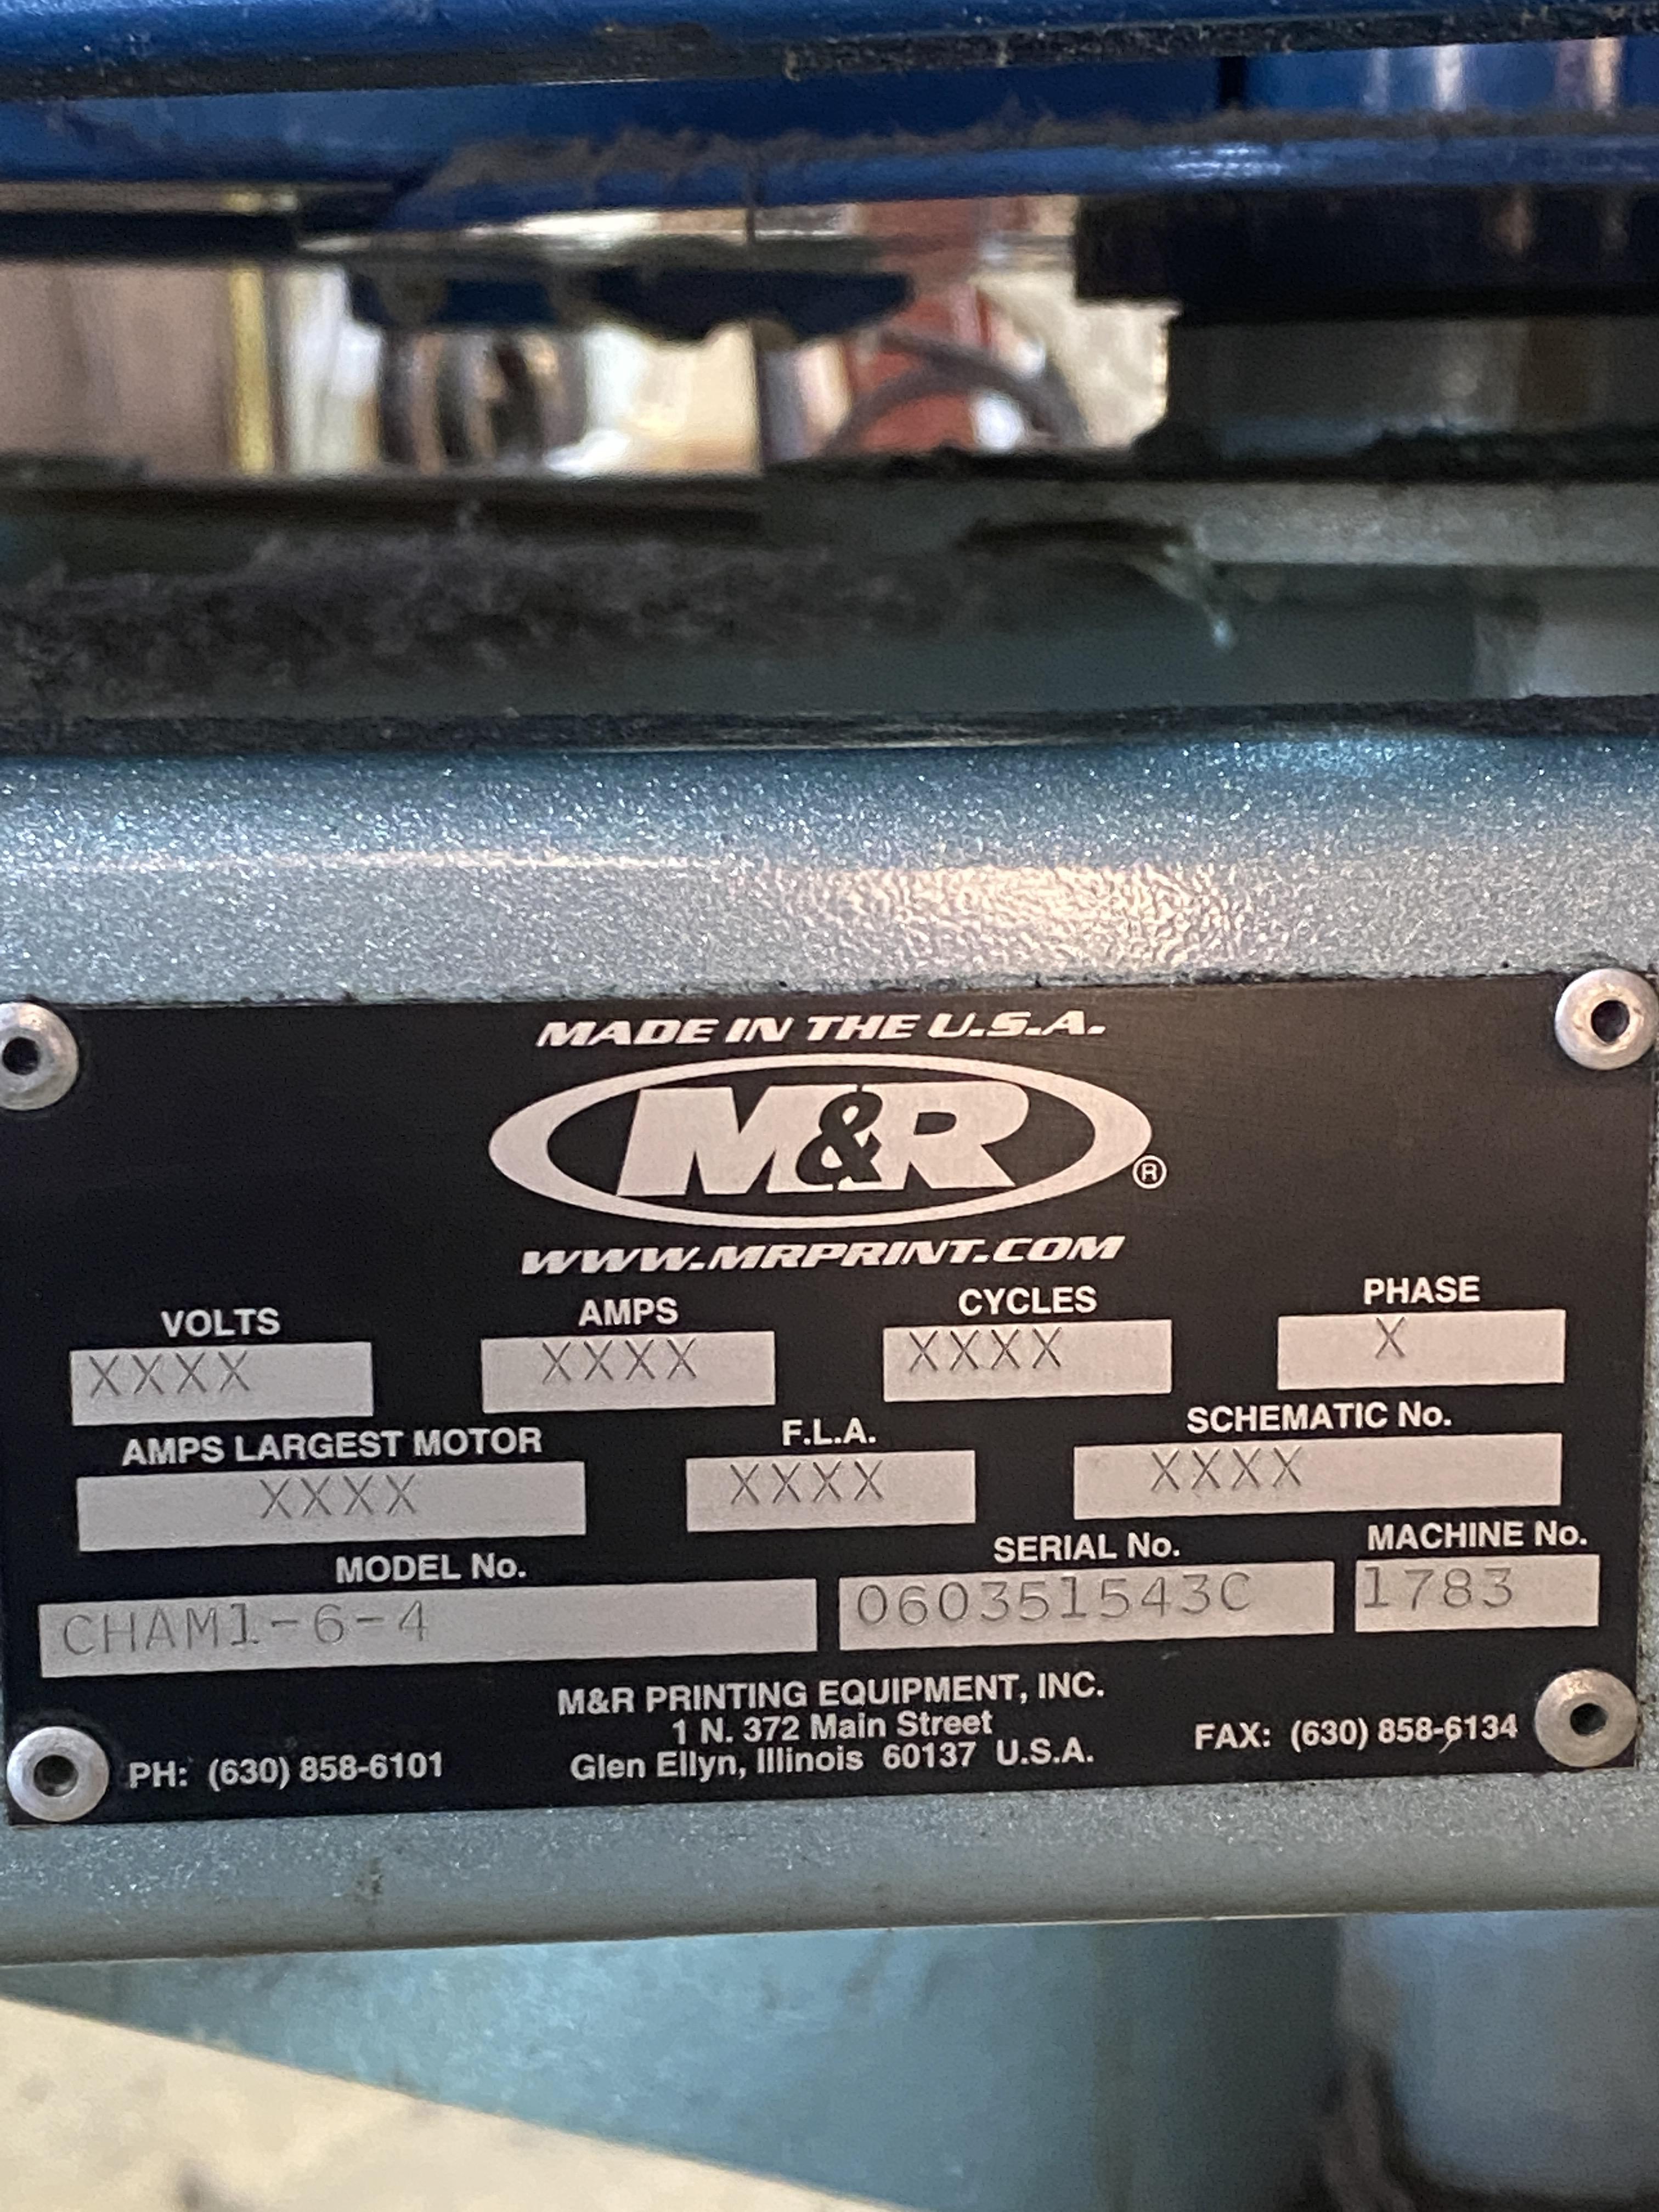 MADE IN THE U.S.A.
M&R®
WWW.MRPRINT.COM
VOLTS AMPS CYCLES PHASE
XXXX XXXX XXXX X
AMPS LARGEST MOTOR F.L.A. SCHEMATIC No.
XXXX XXXX XXXX
MODEL No. SERIAL No. MACHINE No.
CHAM1-6-4 060351543C 1783
M&R PRINTING EQUIPMENT, INC.
1 N. 372 Main Street
PH: (630) 858-6101 Glen Ellyn, Illinois 60137 U.S.A. FAX: (630) 858-6134